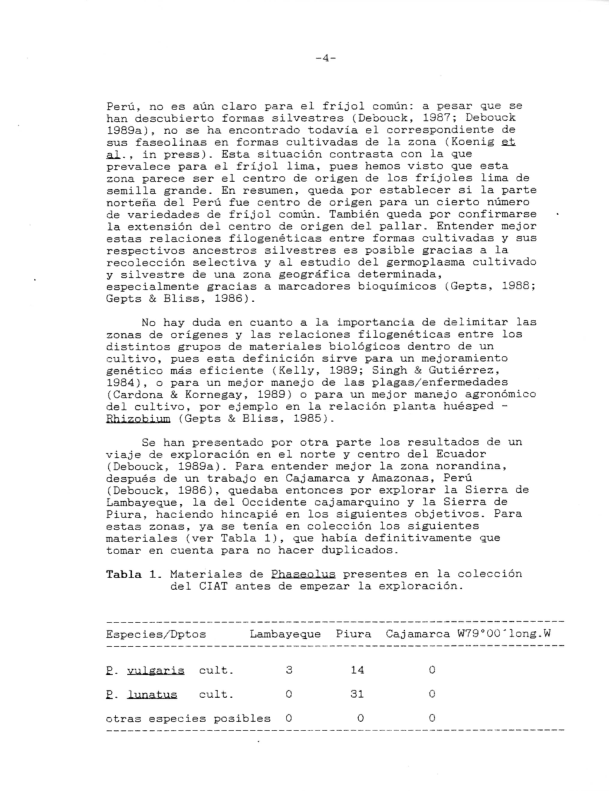 -4-
Perú, no es aún claro para el frijol común: a pesar que se
han descubierto formas silvestres (Debouck, 1987; Debouck
1989a), no se ha encontrado todavía el correspondiente de
sus faseolinas en formas cultivadas de la zona (Koenig et
al., in press). Esta situación contrasta con la que
prevalece para el fríjol lima, pues hemos visto que esta
zona parece ser el centro de origen de los fríjoles lima de
semilla grande. En resumen, queda por establecer si la parte
norteña del Perú fue centro de origen para un cierto número
de variedades de fríjol común. También queda por confirmarse
la extensión del centro de origen del pallar. Entender mejor
estas relaciones filogenéticas entre formas cultivadas y sus
respectivos ancestros silvestres es posible gracias a la
recolección selectiva y al estudio del germoplasma cultivado
y silvestre de una zona geográfica determinada,
especialmente gracias a marcadores bioquímicos (Gepts, 1988;
Gepts & Bliss, 1986).
No hay duda en cuanto a la importancia de delimitar las
zonas de orígenes y las relaciones filogenéticas entre los
distintos grupos de materiales biológicos dentro de un
cultivo, pues esta definición sirve para un mejoramiento
genético más eficiente (Kelly, 1989; Singh & Gutiérrez,
1984), o para un mejor manejo de las plagas/enfermedades
(Cardona & Kornegay, 1989) o para un mejor manejo agronómico
del cultivo, por ejemplo en la relación planta huésped -
Rhizobium (Gepts & Bliss, 1985).
Se han presentado por otra parte los resultados de un
viaje de exploración en el norte y centro del Ecuador
(Debouck, 1989a). Para entender mejor la zona norandina,
después de un trabajo en Cajamarca y Amazonas, Perú
(Debouck, 1986), quedaba entonces por explorar la Sierra de
Lambayeque, la del Occidente cajamarquino y la Sierra de
Piura, haciendo hincapié en los siguientes objetivos. Para
estas zonas, ya se tenía en colección los siguientes
materiales (ver Tabla 1), que había definitivamente que
tomar en cuenta para no hacer duplicados.
Tabla 1. Materiales de Phaseolus presentes en la colección
del CIAT antes de empezar la exploración.
Especies/Dptos Lambayeque Piura Cajamarca W79°00´long.W
P. vulgaris cult. 3 14 0
P. lunatus cult. 0 31 0
otras especies posibles 0 0 0